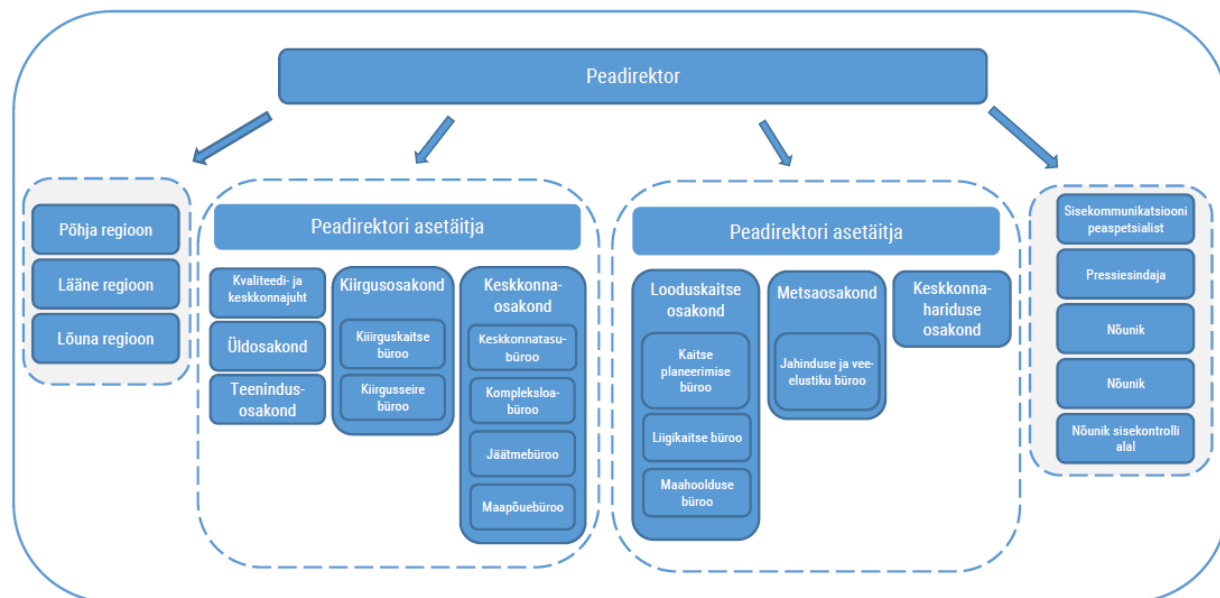 Peadirektor
Põhja regioon
Lääne regioon
Lõuna regioon
Peadirektori asetäitja
Kvaliteedi- ja
keskkonnajuht
Üldosakond
Teenindus-
osakond
Kiirgusosakond
Kiiirguskaitse
büroo
Kiirgusseire
büroo
Keskkonna-
osakond
Keskkonnatasu-
büroo
Kompleksloa-
büroo
Jäätmebüroo
Maapõuebüroo
Peadirektori asetäitja
Looduskaitse
osakond
Kaitse
planeerimise
büroo
Liigikaitse büroo
Maahoolduse
büroo
Metsaosakond
Jahinduse ja vee-
elustiku büroo
Keskkonna-
hariduse
osakond
Sisekommunikatsiooni
peaspetsialist
Pressiesindaja
Nõunik
Nõunik
Nõunik sisekontrolli
alal